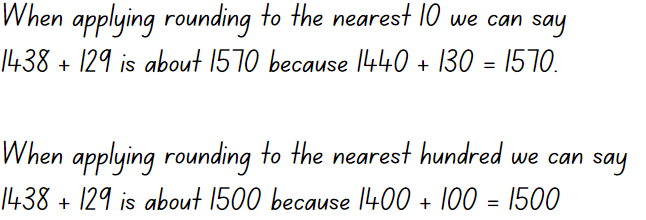 When applying rounding to the nearest 10 we can say
1438 + 129 is about 1570 because 1440 + 130 = 1570.
When applying rounding to the nearest hundred we can say
1438 + 129 is about 1500 because 1400 + 100 = 1500